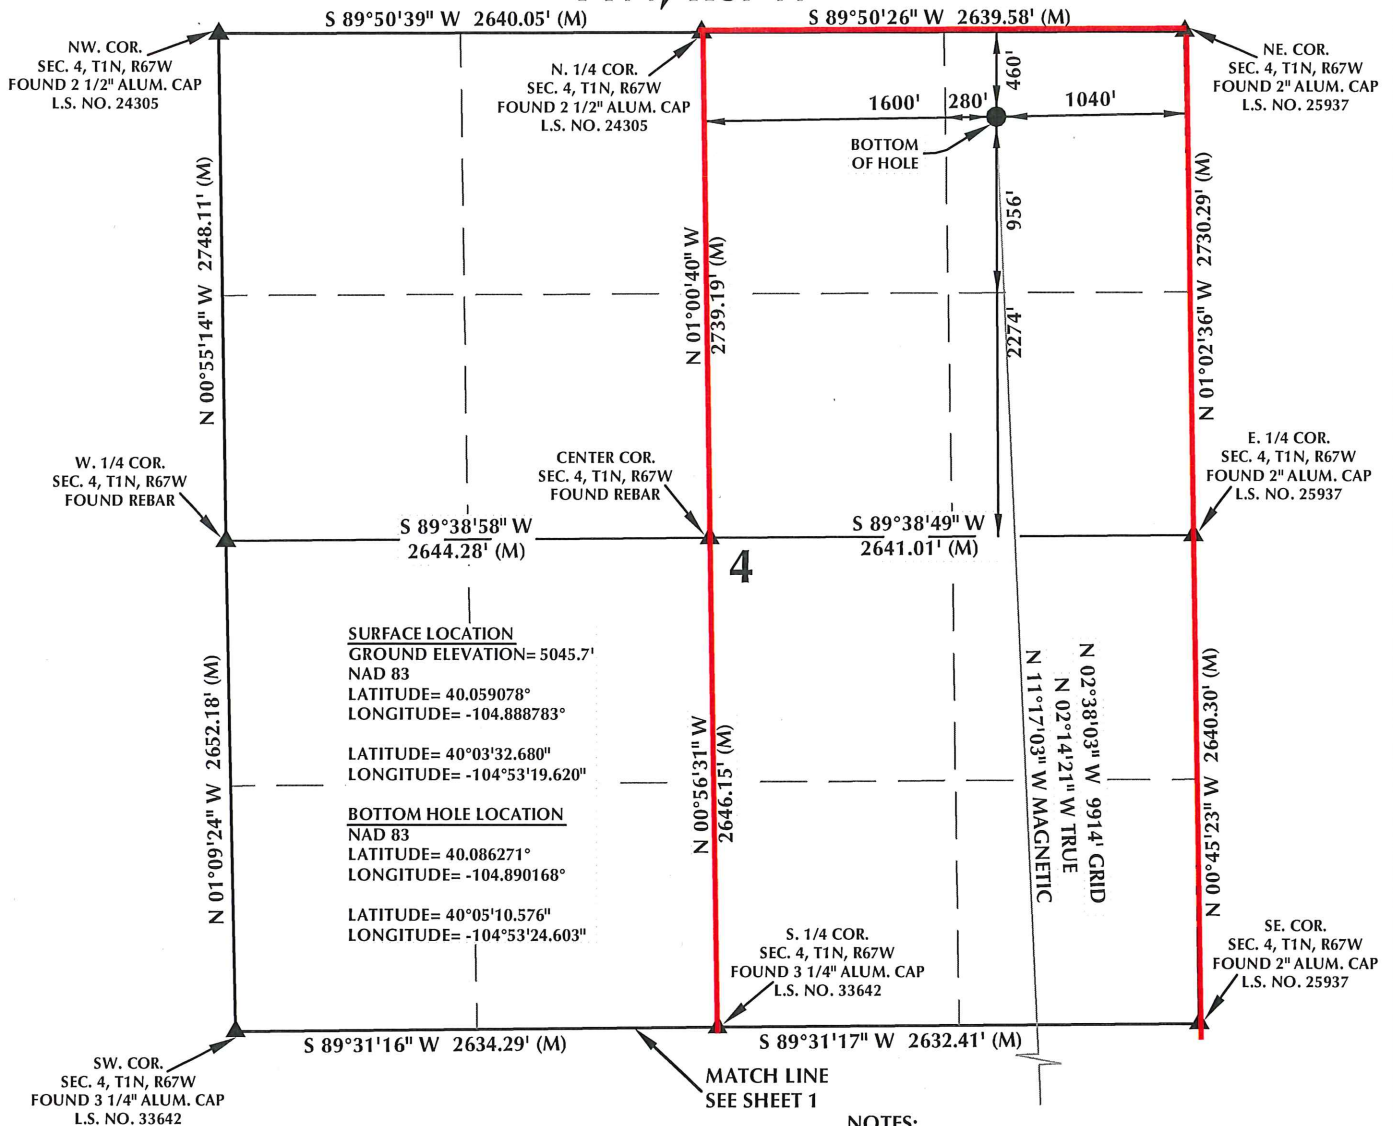 S 89°50'39" W 2640.05' (M)
S 89°50'26" W 2639.58' (M)
NW. COR.
SEC. 4, T1N, R67W
FOUND 2 1/2" ALUM. CAP
L.S. NO. 24305
N. 1/4 COR.
SEC. 4, T1N, R67W
FOUND 2 1/2" ALUM. CAP
L.S. NO. 24305
NE. COR.
SEC. 4, T1N, R67W
FOUND 2" ALUM. CAP
L.S. NO. 25937
460'
1600'
280'
1040'
BOTTOM
OF HOLE
956'
2274'
N 00°55'14" W 2748.11' (M)
N 01°00'40" W
2739.19' (M)
N 01°02'36" W 2730.29' (M)
W. 1/4 COR.
SEC. 4, T1N, R67W
FOUND REBAR
CENTER COR.
SEC. 4, T1N, R67W
FOUND REBAR
E. 1/4 COR.
SEC. 4, T1N, R67W
FOUND 2" ALUM. CAP
L.S. NO. 25937
S 89°38'58" W
2644.28' (M)
S 89°38'49" W
2641.01' (M)
4
SURFACE LOCATION
GROUND ELEVATION= 5045.7'
NAD 83
LATITUDE= 40.059078°
LONGITUDE= -104.888783°
LATITUDE= 40°03'32.680"
LONGITUDE= -104°53'19.620"
BOTTOM HOLE LOCATION
NAD 83
LATITUDE= 40.086271°
LONGITUDE= -104.890168°
LATITUDE= 40°05'10.576"
LONGITUDE= -104°53'24.603"
N 01°09'24" W 2652.18' (M)
N 00°56'31" W
2646.15' (M)
N 02°38'03" W 9914' GRID
N 02°14'21" W TRUE
N 11°17'03" W MAGNETIC
N 00°45'23" W 2640.30' (M)
S. 1/4 COR.
SEC. 4, T1N, R67W
FOUND 3 1/4" ALUM. CAP
L.S. NO. 33642
SE. COR.
SEC. 4, T1N, R67W
FOUND 2" ALUM. CAP
L.S. NO. 25937
S 89°31'16" W 2634.29' (M)
S 89°31'17" W 2632.41' (M)
SW. COR.
SEC. 4, T1N, R67W
FOUND 3 1/4" ALUM. CAP
L.S. NO. 33642
MATCH LINE
SEE SHEET 1
NOTES: